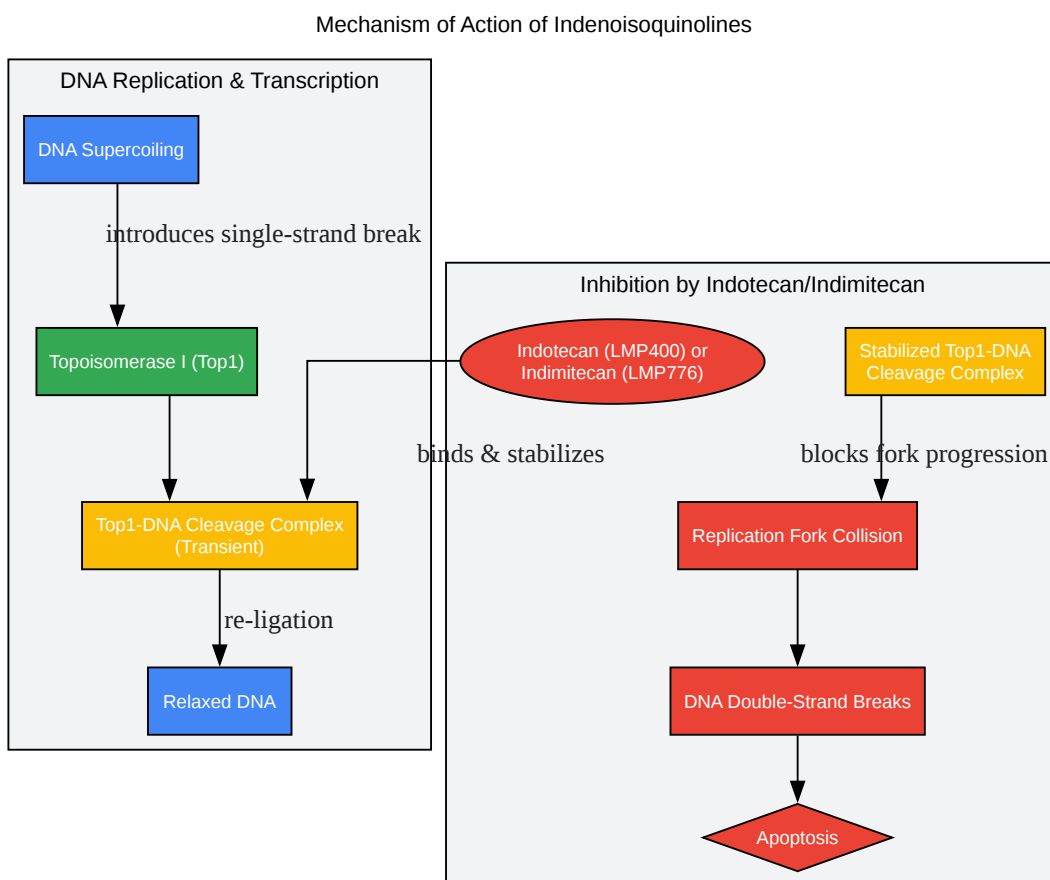 Mechanism of Action of Indenoisoquinolines
DNA Replication & Transcription
DNA Supercoiling
introduces single-strand break
Topoisomerase I (Top1)
Top1-DNA Cleavage Complex
(Transient)
re-ligation
Relaxed DNA
Inhibition by Indotecan/Indimitecan
Indotecan (LMP400) or
Indimitecan (LMP776)
binds & stabilizes
Stabilized Top1-DNA
Cleavage Complex
blocks fork progression
Replication Fork Collision
DNA Double-Strand Breaks
Apoptosis